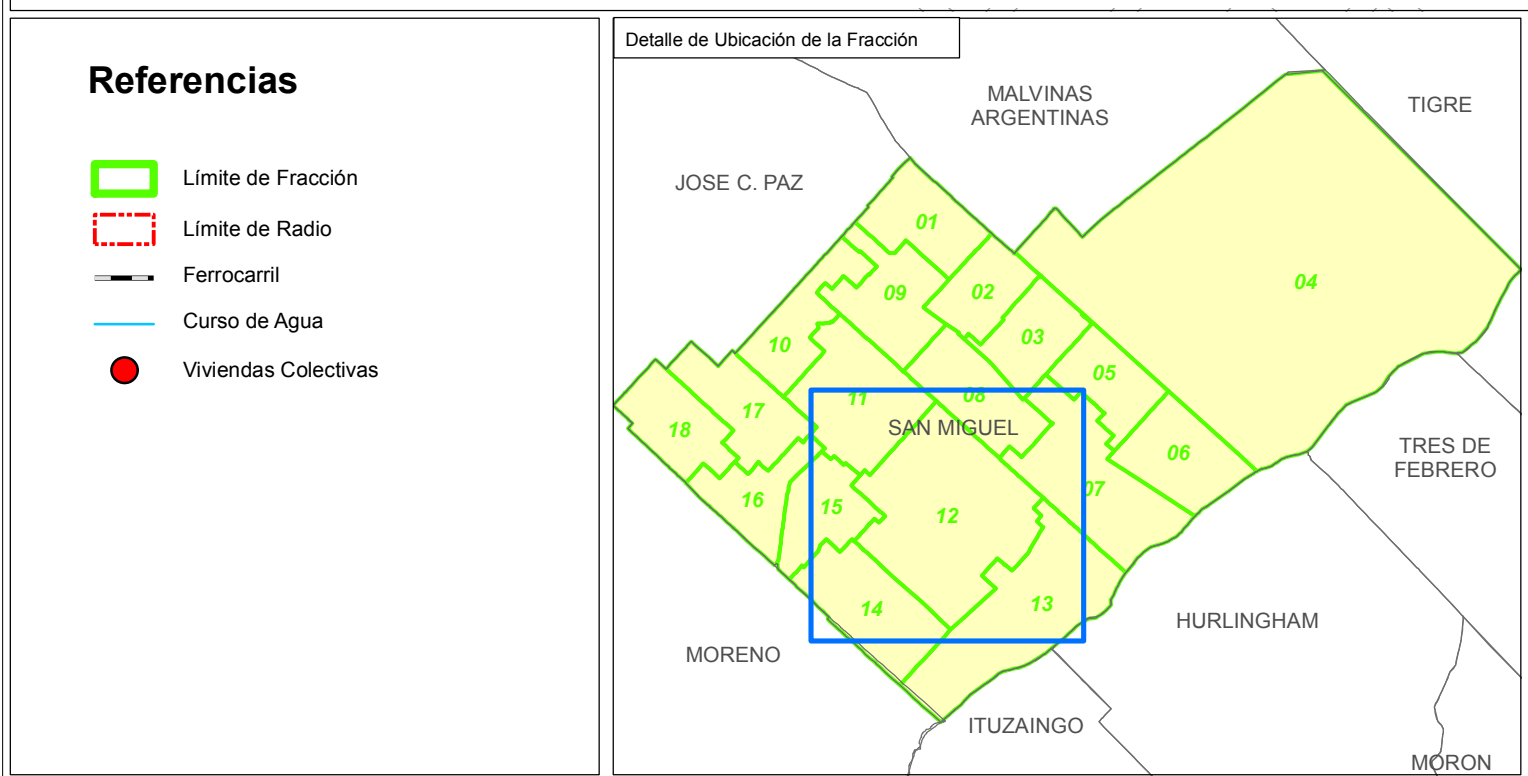 Referencias
Límite de Fracción
Límite de Radio
Ferrocarril
Curso de Agua
Viviendas Colectivas
Detalle de Ubicación de la Fracción
MALVINAS
ARGENTINAS
TIGRE
JOSE C. PAZ
01
04
09
02
03
10
05
08
11
17
SAN MIGUEL
18
06
TRES DE
FEBRERO
07
16
15
12
14
13
HURLINGHAM
MORENO
ITUZAINGO
MORON